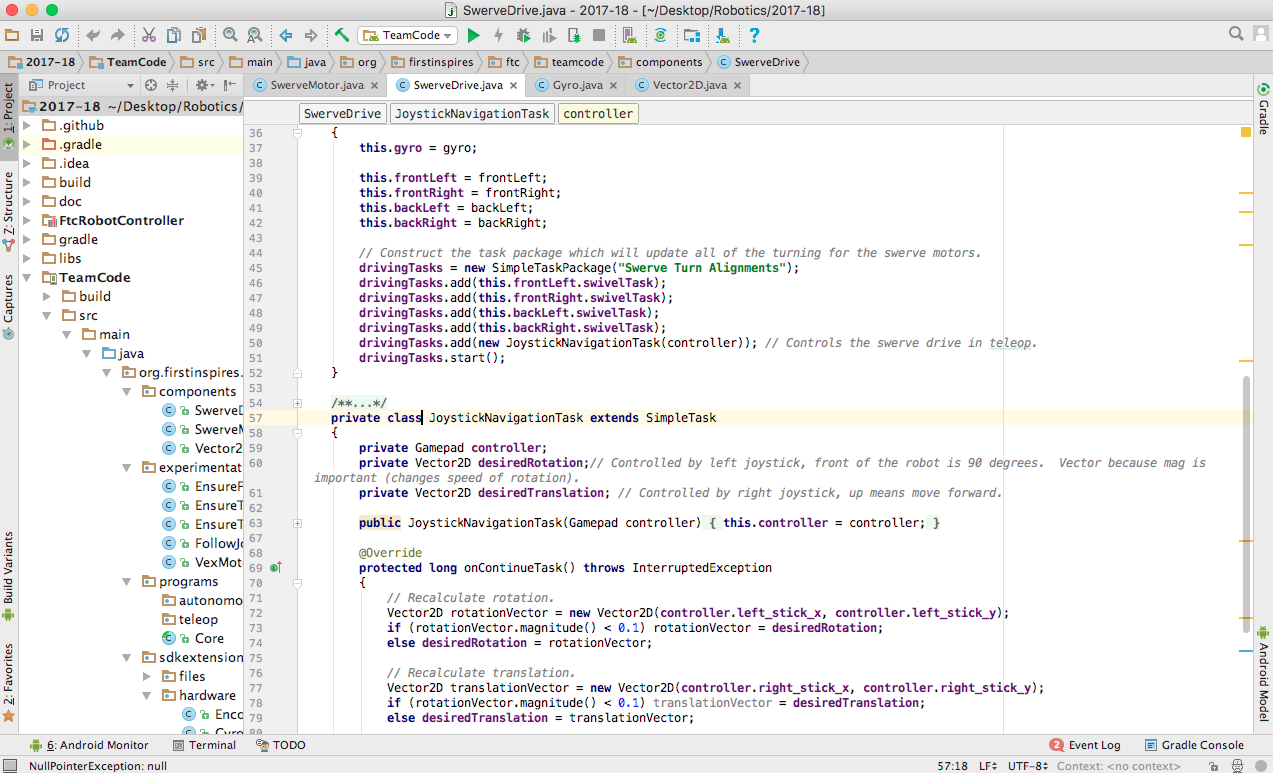 SwerveDrive.java - 2017-18 - [~/Desktop/Robotics/2017-18]
TeamCode
2017-18 TeamCode src main java org firstinspires ftc teamcode components SwerveDrive
Project
SwerveMotor.java SwerveDrive.java Gyro.java Vector2D.java
1: Project
Z: Structure
Captures
Build Variants
2: Favorites
2017-18 ~/Desktop/Robotics/
.github
.gradle
.idea
build
doc
FtcRobotController
gradle
libs
TeamCode
build
src
main
java
org.firstinspires.
components
SwerveD
SwerveM
Vector2
experimentat
EnsureF
EnsureT
EnsureT
FollowJo
VexMot
programs
autonomo
teleop
Core
sdkextension
files
hardware
Enco
Gyro
SwerveDrive JoystickNavigationTask controller
36 {
37 this.gyro = gyro;
38
39 this.frontLeft = frontLeft;
40 this.frontRight = frontRight;
41 this.backLeft = backLeft;
42 this.backRight = backRight;
43
44 // Construct the task package which will update all of the turning for the swerve motors.
45 drivingTasks = new SimpleTaskPackage("Swerve Turn Alignments");
46 drivingTasks.add(this.frontLeft.swivelTask);
47 drivingTasks.add(this.frontRight.swivelTask);
48 drivingTasks.add(this.backLeft.swivelTask);
49 drivingTasks.add(this.backRight.swivelTask);
50 drivingTasks.add(new JoystickNavigationTask(controller)); // Controls the swerve drive in teleop.
51 drivingTasks.start();
52 }
53
54 /**...*/
57 private class JoystickNavigationTask extends SimpleTask
58 {
59 private Gamepad controller;
60 private Vector2D desiredRotation;// Controlled by left joystick, front of the robot is 90 degrees.  Vector because mag is
important (changes speed of rotation).
61 private Vector2D desiredTranslation; // Controlled by right joystick, up means move forward.
62
63 public JoystickNavigationTask(Gamepad controller) { this.controller = controller; }
67
68 @Override
69 protected long onContinueTask() throws InterruptedException
70 {
71 // Recalculate rotation.
72 Vector2D rotationVector = new Vector2D(controller.left_stick_x, controller.left_stick_y);
73 if (rotationVector.magnitude() < 0.1) rotationVector = desiredRotation;
74 else desiredRotation = rotationVector;
75
76 // Recalculate translation.
77 Vector2D translationVector = new Vector2D(controller.right_stick_x, controller.right_stick_y);
78 if (rotationVector.magnitude() < 0.1) translationVector = desiredTranslation;
79 else desiredTranslation = translationVector;
80
Gradle
Android Model
6: Android Monitor Terminal TODO 2 Event Log Gradle Console
NullPointerException: null 57:18 LF UTF-8 Context: <no context>